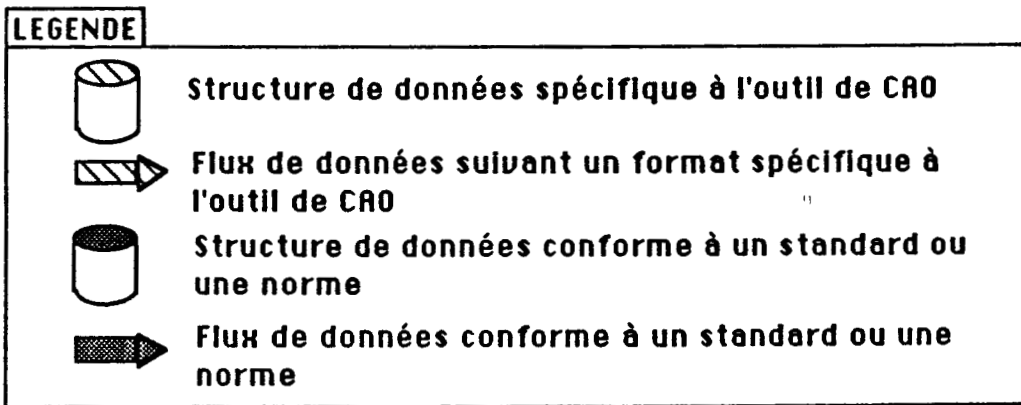 LEGENDE
Structure de données spécifique à l'outil de CAO
Flux de données suivant un format spécifique à
l'outil de CAO
Structure de données conforme à un standard ou
une norme
Flux de données conforme à un standard ou une
norme